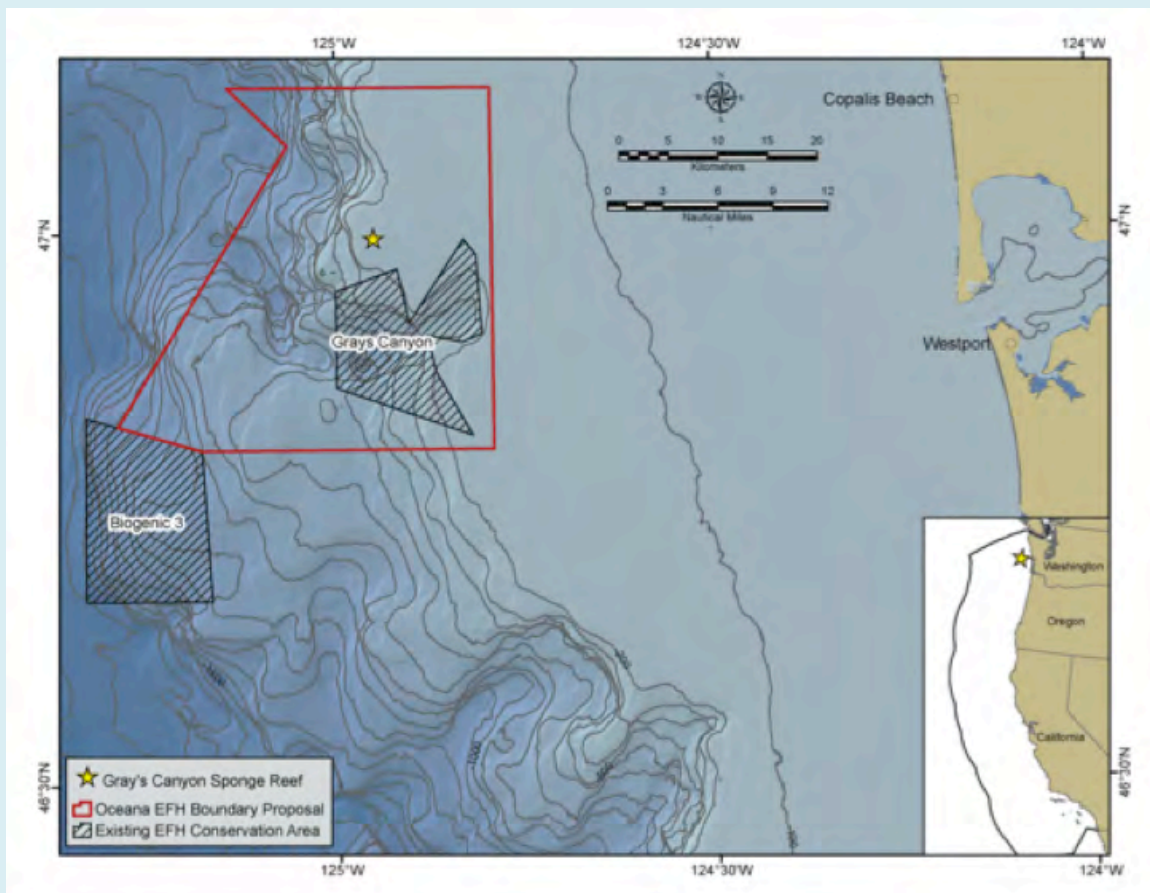 125°W
124°30'W
124°W
N
Copalis Beach
0 5 10 15 20
Kilometers
0 3 6 9 12
Nautical Miles
47°N
47°N
Grays Canyon
Westport
Biogenic 3
Washington
Oregon
California
-200
1000
46°30'N
46°30'N
Gray's Canyon Sponge Reef
Oceana EFH Boundary Proposal
Existing EFH Conservation Area
125°W
124°30'W
124°W